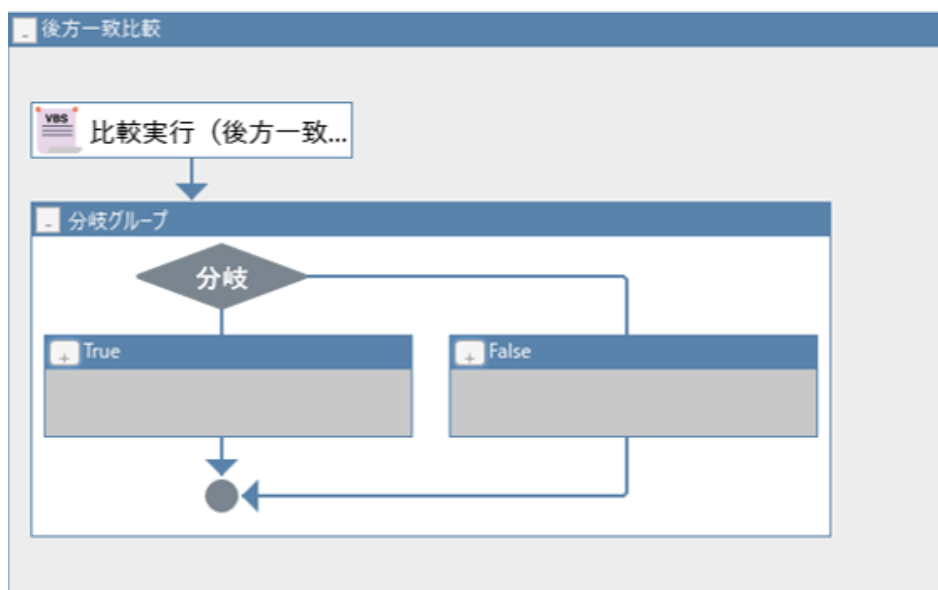 後方一致比較
VBS
比較実行（後方一致...
分岐グループ
分岐
True
False